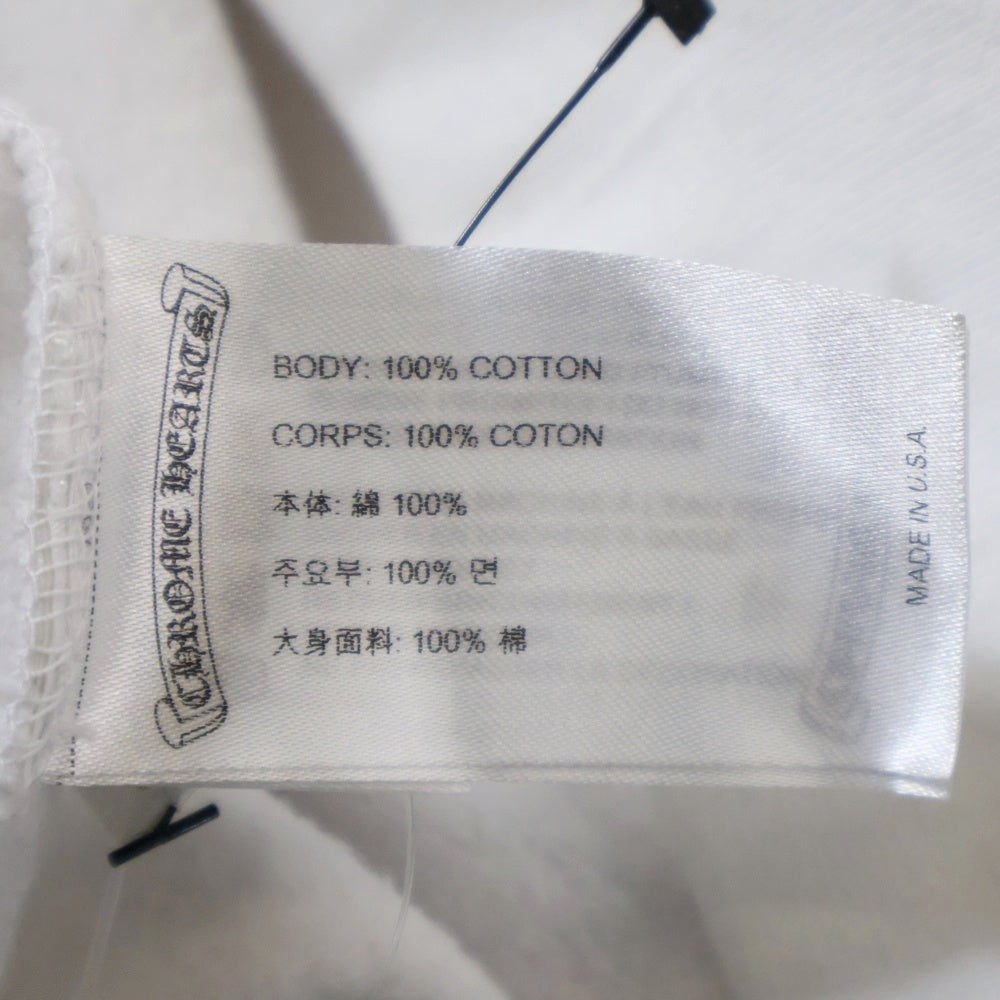 CHROME HEARTS
BODY: 100% COTTON
CORPS: 100% COTON
本体: 綿 100%
주요부: 100% 면
大身面料: 100% 棉
MADE IN U.S.A.